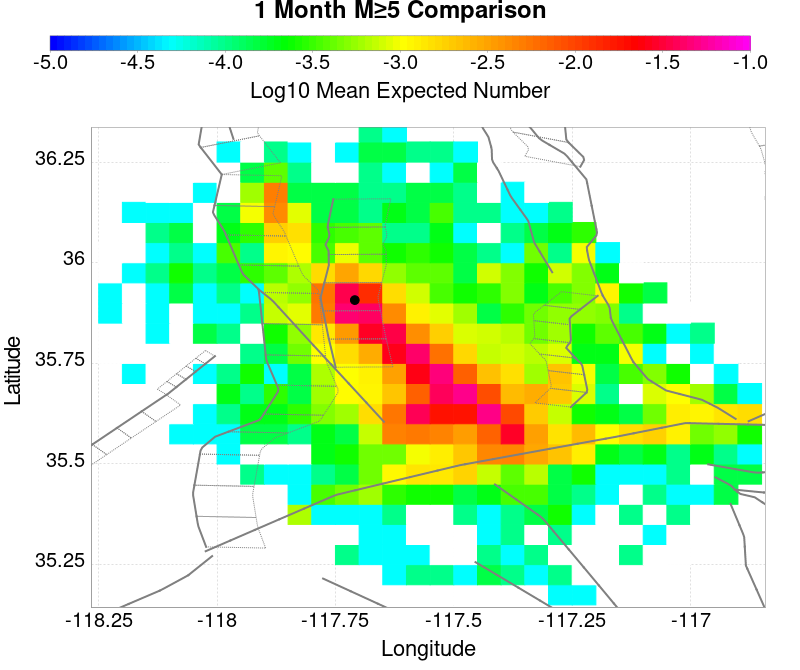 1 Month M≥5 Comparison
-5.0 -4.5 -4.0 -3.5 -3.0 -2.5 -2.0 -1.5 -1.0
Log10 Mean Expected Number
36.25
36
35.75
35.5
35.25
Latitude
-118.25 -118 -117.75 -117.5 -117.25 -117
Longitude